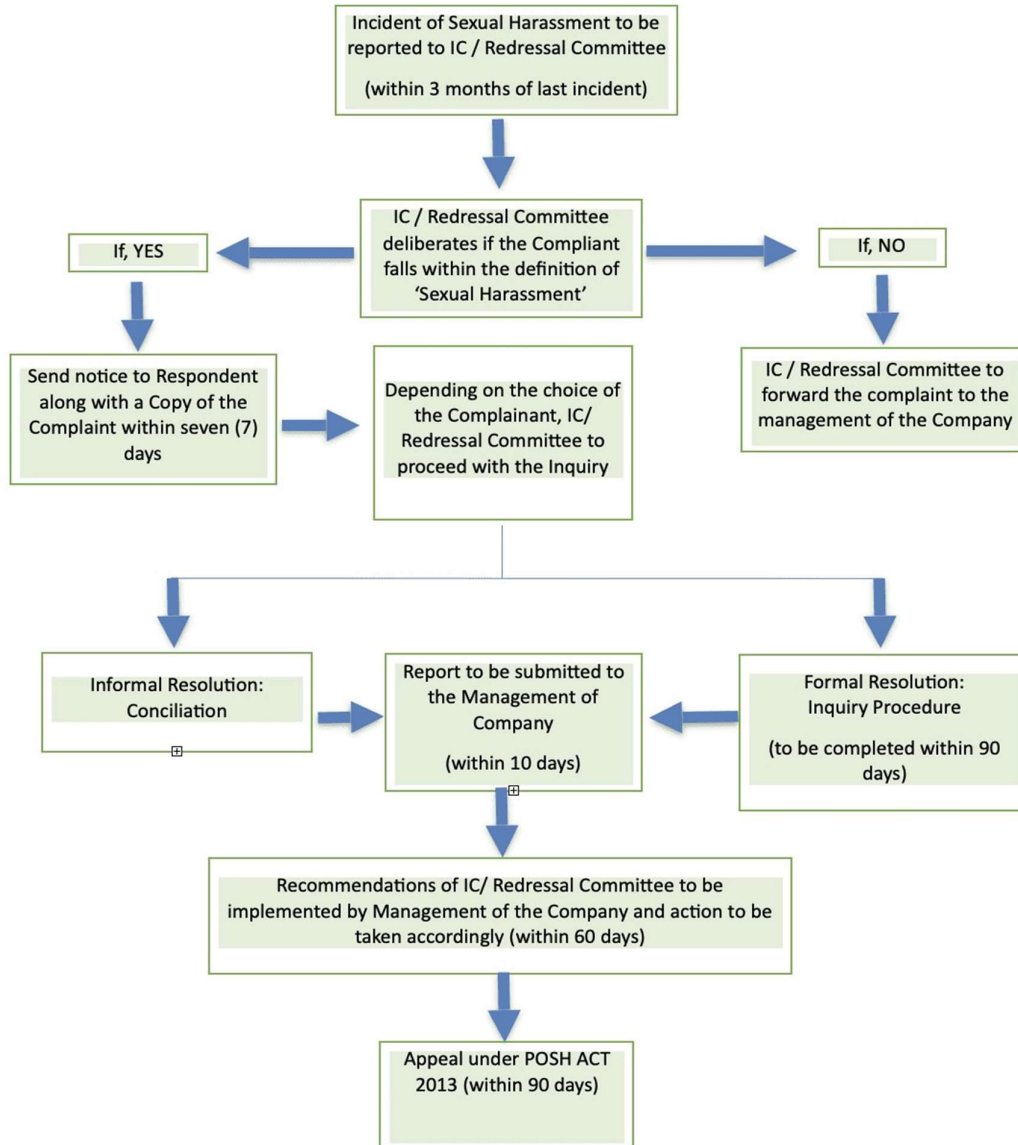 Incident of Sexual Harassment to be
reported to IC / Redressal Committee
(within 3 months of last incident)
IC / Redressal Committee
deliberates if the Compliant
falls within the definition of
‘Sexual Harassment’
If, YES
If, NO
Send notice to Respondent
along with a Copy of the
Complaint within seven (7)
days
Depending on the choice of
the Complainant, IC/
Redressal Committee to
proceed with the Inquiry
IC / Redressal Committee to
forward the complaint to the
management of the Company
Informal Resolution:
Conciliation
Report to be submitted to
the Management of
Company
(within 10 days)
Formal Resolution:
Inquiry Procedure
(to be completed within 90
days)
Recommendations of IC/ Redressal Committee to be
implemented by Management of the Company and action to be
taken accordingly (within 60 days)
Appeal under POSH ACT
2013 (within 90 days)